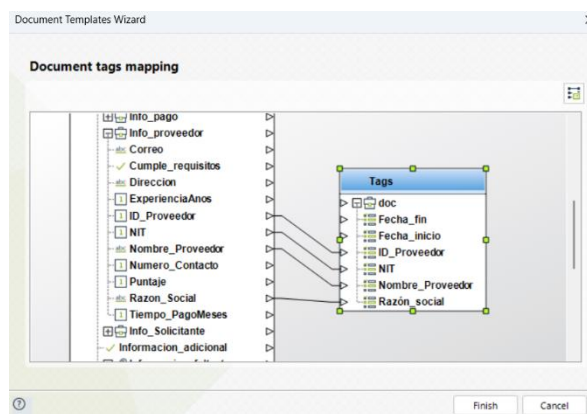 Document Templates Wizard
Document tags mapping
Info_pago
Info_proveedor
Correo
Cumple_requisitos
Direccion
ExperienciaAnos
ID_Proveedor
NIT
Nombre_Proveedor
Numero_Contacto
Puntaje
Razon_Social
Tiempo_PagoMeses
Info_Solicitante
Informacion_adicional
Tags
doc
Fecha_fin
Fecha_inicio
ID_Proveedor
NIT
Nombre_Proveedor
Razón_social
Finish
Cancel